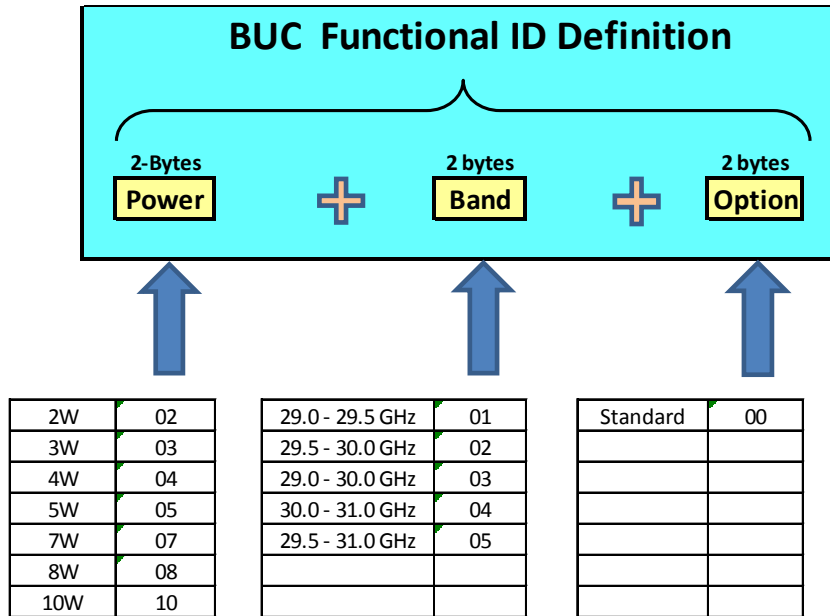 BUC Functional ID Definition
2-Bytes 2 bytes 2 bytes
Power Band Option
2W 02 29.0 - 29.5 GHz 01 Standard 00
3W 03 29.5 - 30.0 GHz 02
4W 04 29.0 - 30.0 GHz 03
5W 05 30.0 - 31.0 GHz 04
7W 07 29.5 - 31.0 GHz 05
8W 08
10W 10